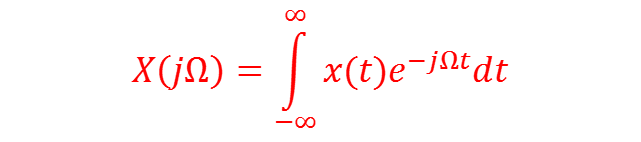 X(jΩ) = ∫_{-∞}^{∞} x(t)e^{-jΩt}dt